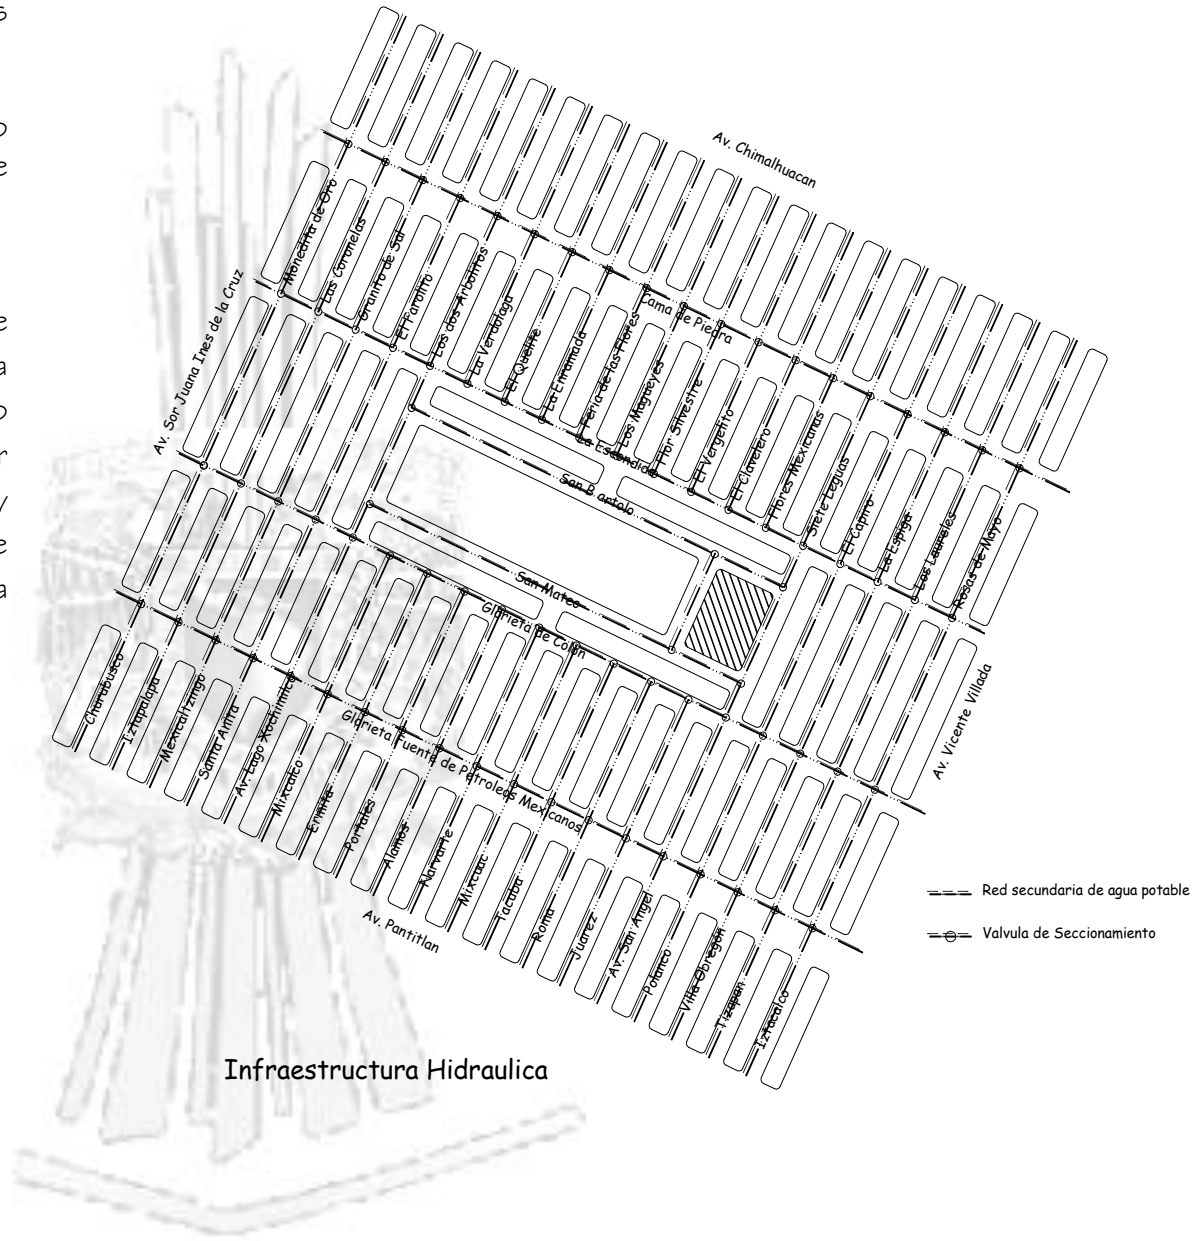 s
o
e
e
a
o
r
y
e
a
Av. Chimalhuacan
Av. Sor Juana Ines de la Cruz
Monedita de Oro
Las Coronelas
Granito de Sal
El Parotito
Los dos Arbolitos
La Verdolaga
El Quelite
La Enramada
Feria de las Flores
Los Magueyes
Flor Silvestre
El Vergelito
El Clavelero
Flores Mexicanas
Siete Leguas
El Capiro
La Espiga
Los Laureles
Rosas de Mayo
Cama de Piedra
La Escondida
San Bartolo
San Mateo
Glorieta de Colón
Glorieta Fuente de Petroleos Mexicanos
Av. Vicente Villada
Churubusco
Iztapalapa
Mexicaltzingo
Santa Anita
Av. Lago Xochimilco
Mixcalco
Ermita
Portales
Alamos
Narvarte
Mixcuac
Tacuba
Roma
Juarez
Av. San Angel
Polanco
Villa Obregón
Tizapan
Iztacalco
Av. Pantitlan
Red secundaria de agua potable
Valvula de Seccionamiento
Infraestructura Hidraulica